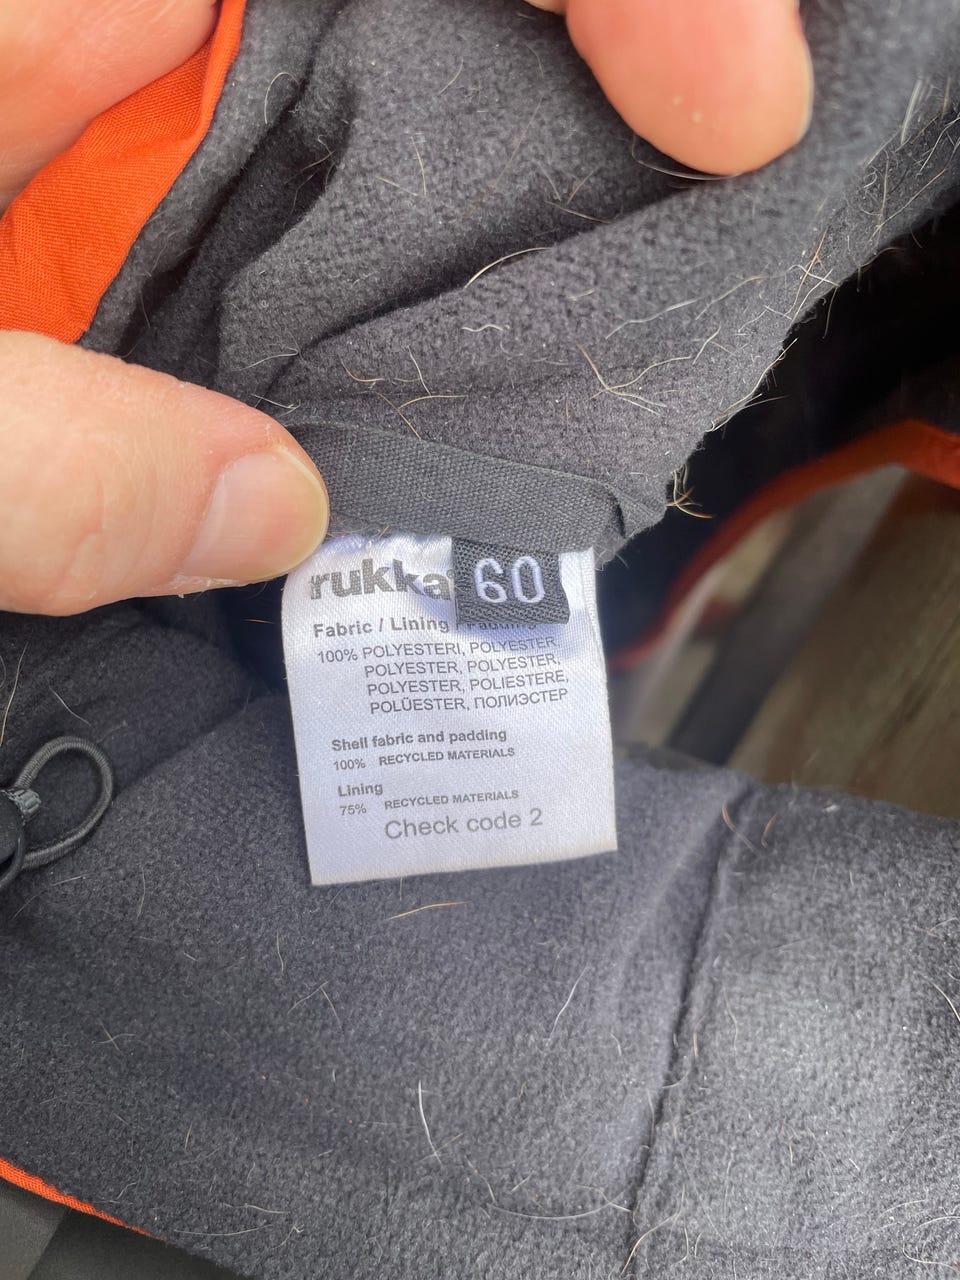 rukka
60
Fabric / Lining
100% POLYESTERI, POLYESTER,
POLYESTER, POLYESTER,
POLYESTER, POLIESTERE,
POLÜESTER, ПОЛИЭСТЕР
Shell fabric and padding
100% RECYCLED MATERIALS
Lining
75% RECYCLED MATERIALS
Check code 2